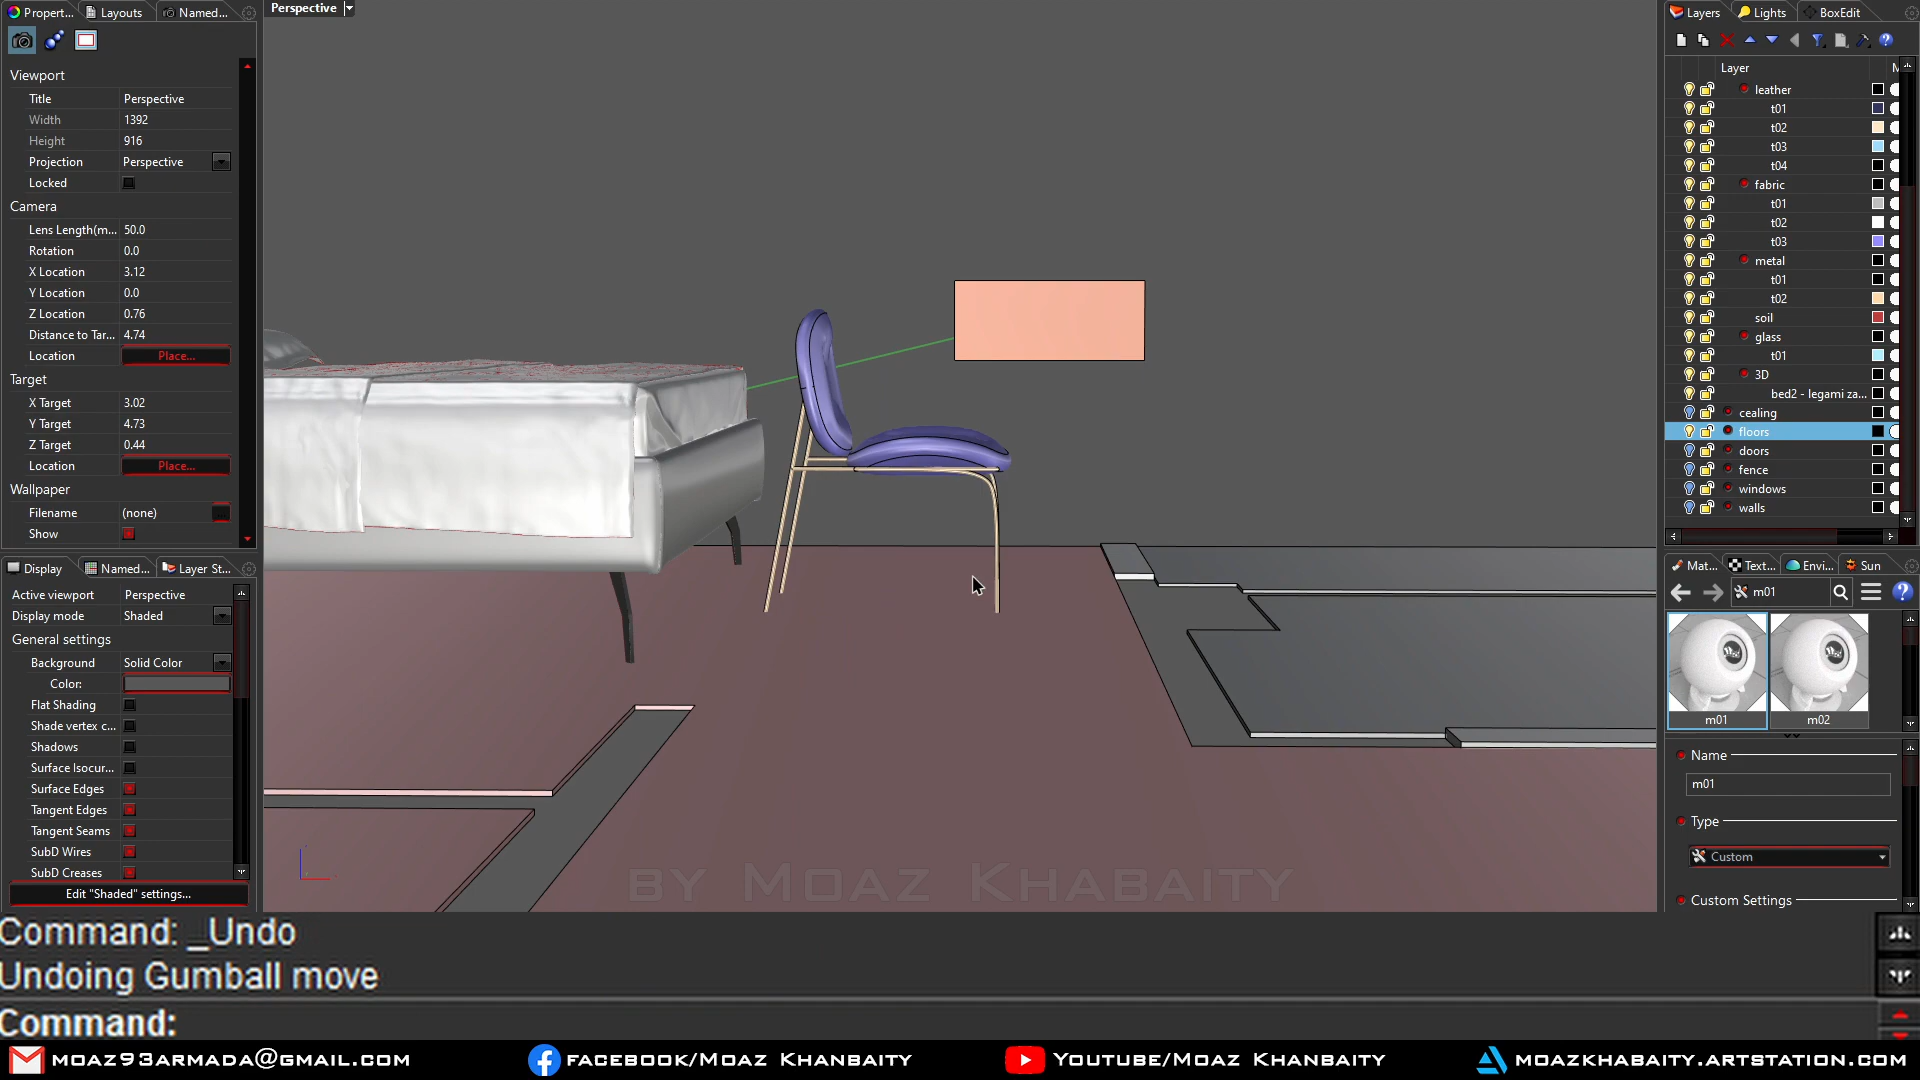 Propert...
Layouts
Named...
Viewport
Title Perspective
Width 1392
Height 916
Projection Perspective
Locked
Camera
Lens Length(m... 50.0
Rotation 0.0
X Location 3.12
Y Location 0.0
Z Location 0.76
Distance to Tar... 4.74
Location Place...
Target
X Target 3.02
Y Target 4.73
Z Target 0.44
Location Place...
Wallpaper
Filename (none)
Show
Display
Named...
Layer St...
Active viewport Perspective
Display mode Shaded
General settings
Background Solid Color
Color:
Flat Shading
Shade vertex c...
Shadows
Surface Isocur...
Surface Edges
Tangent Edges
Tangent Seams
SubD Wires
SubD Creases
Edit "Shaded" settings...
Perspective
by Moaz Khabaity
Layers
Lights
BoxEdit
Layer
leather
t01
t02
t03
t04
fabric
t01
t02
t03
metal
t01
t02
soil
glass
t01
3D
bed2 - legami za...
cealing
floors
doors
fence
windows
walls
Mat...
Text...
Envi...
Sun
m01
m01
m02
Name
m01
Type
Custom
Custom Settings
Command: _Undo
Undoing Gumball move
Command:
moaz93armada@gmail.com
facebook/Moaz Khanbaity
Youtube/Moaz Khanbaity
moazkhabaity.artstation.com